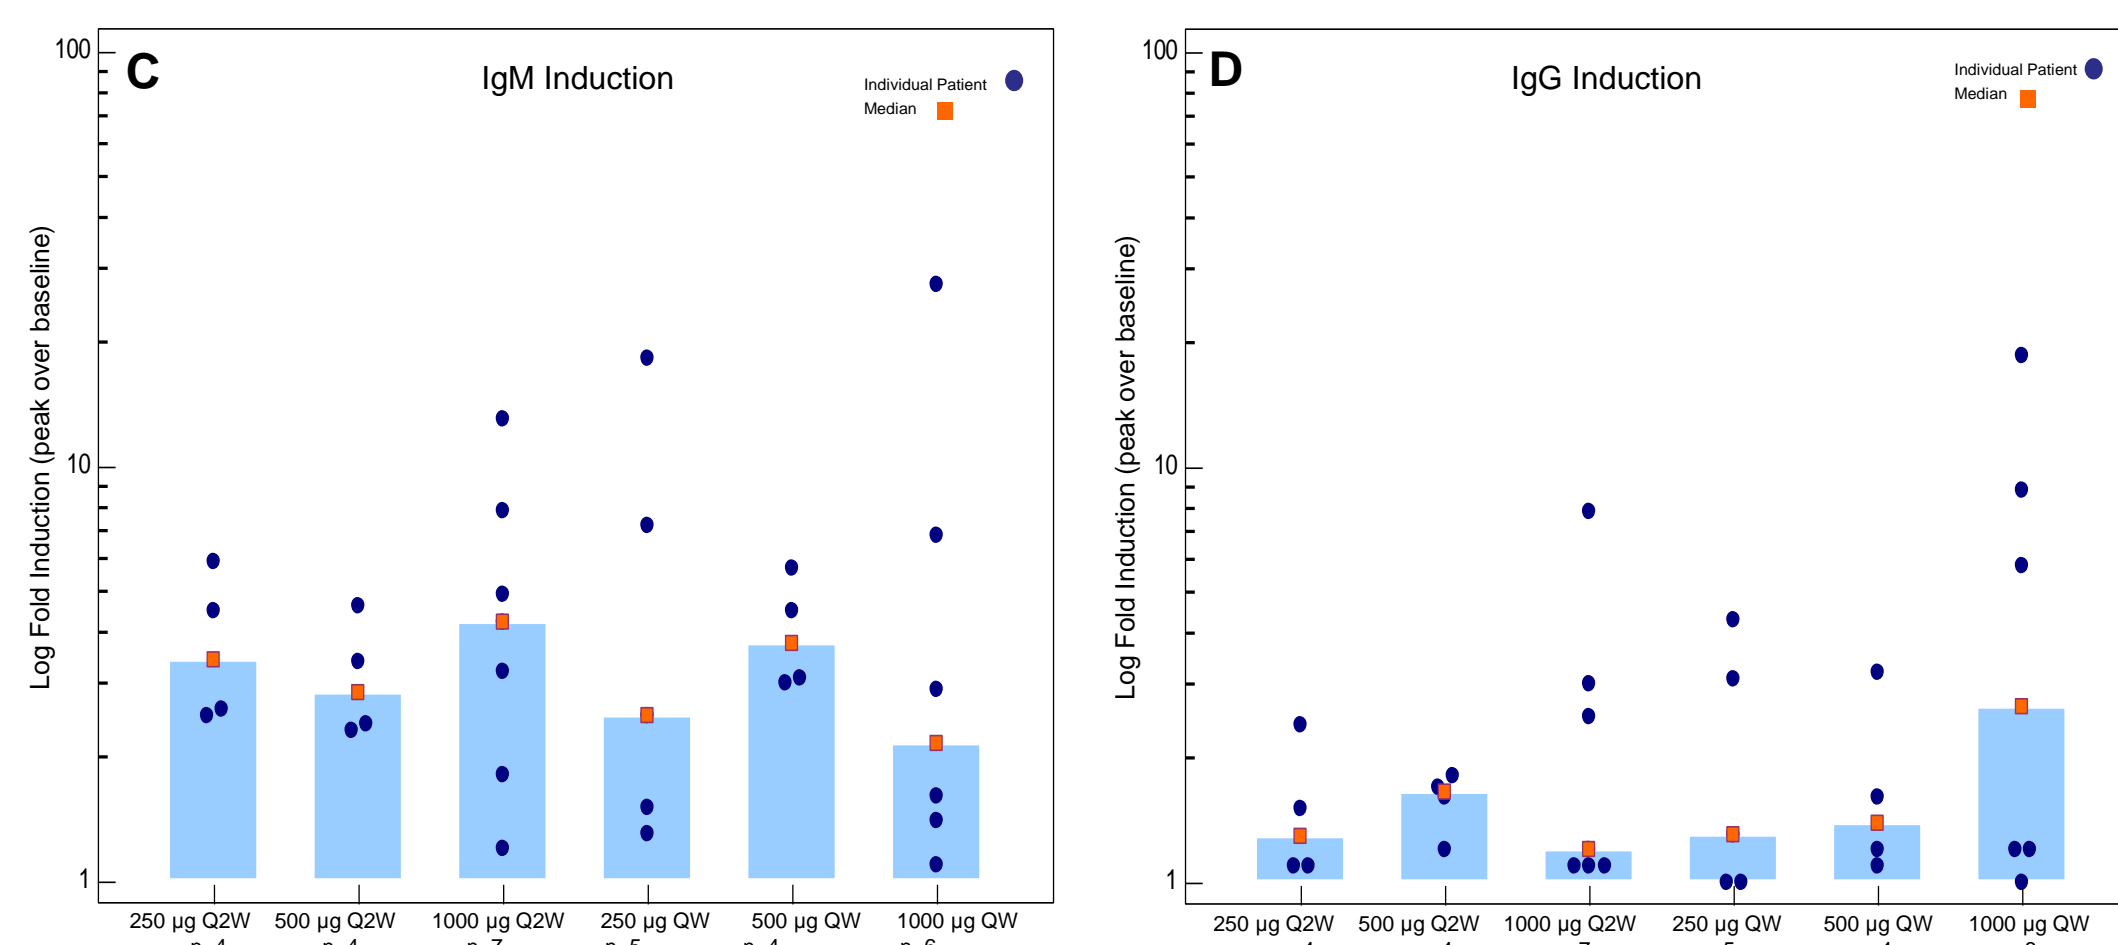 C
IgM Induction
Individual Patient
Median
100
10
1
Log Fold Induction (peak over baseline)
250 µg Q2W
500 µg Q2W
1000 µg Q2W
250 µg QW
500 µg QW
1000 µg QW
D
IgG Induction
Individual Patient
Median
100
10
1
Log Fold Induction (peak over baseline)
250 µg Q2W
500 µg Q2W
1000 µg Q2W
250 µg QW
500 µg QW
1000 µg QW